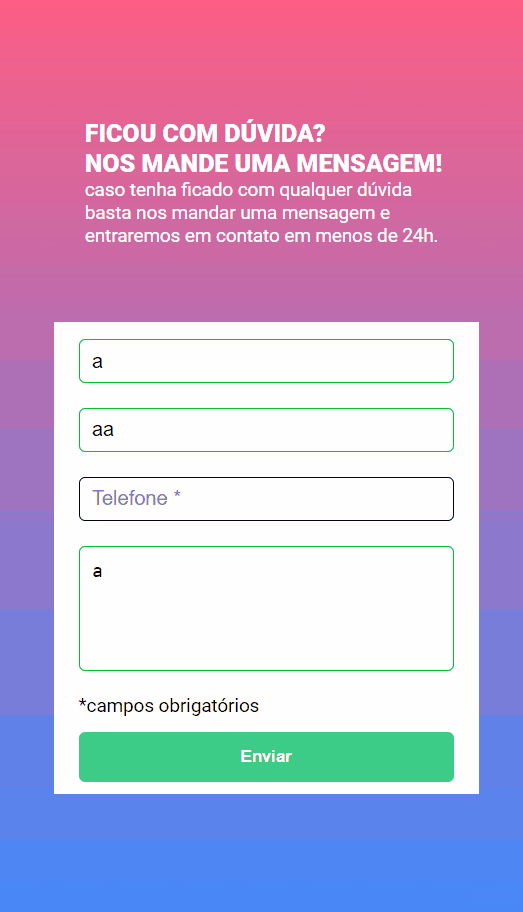 FICOU COM DÚVIDA?
NOS MANDE UMA MENSAGEM!
caso tenha ficado com qualquer dúvida
basta nos mandar uma mensagem e
entraremos em contato em menos de 24h.
a
aa
Telefone *
a
*campos obrigatórios
Enviar